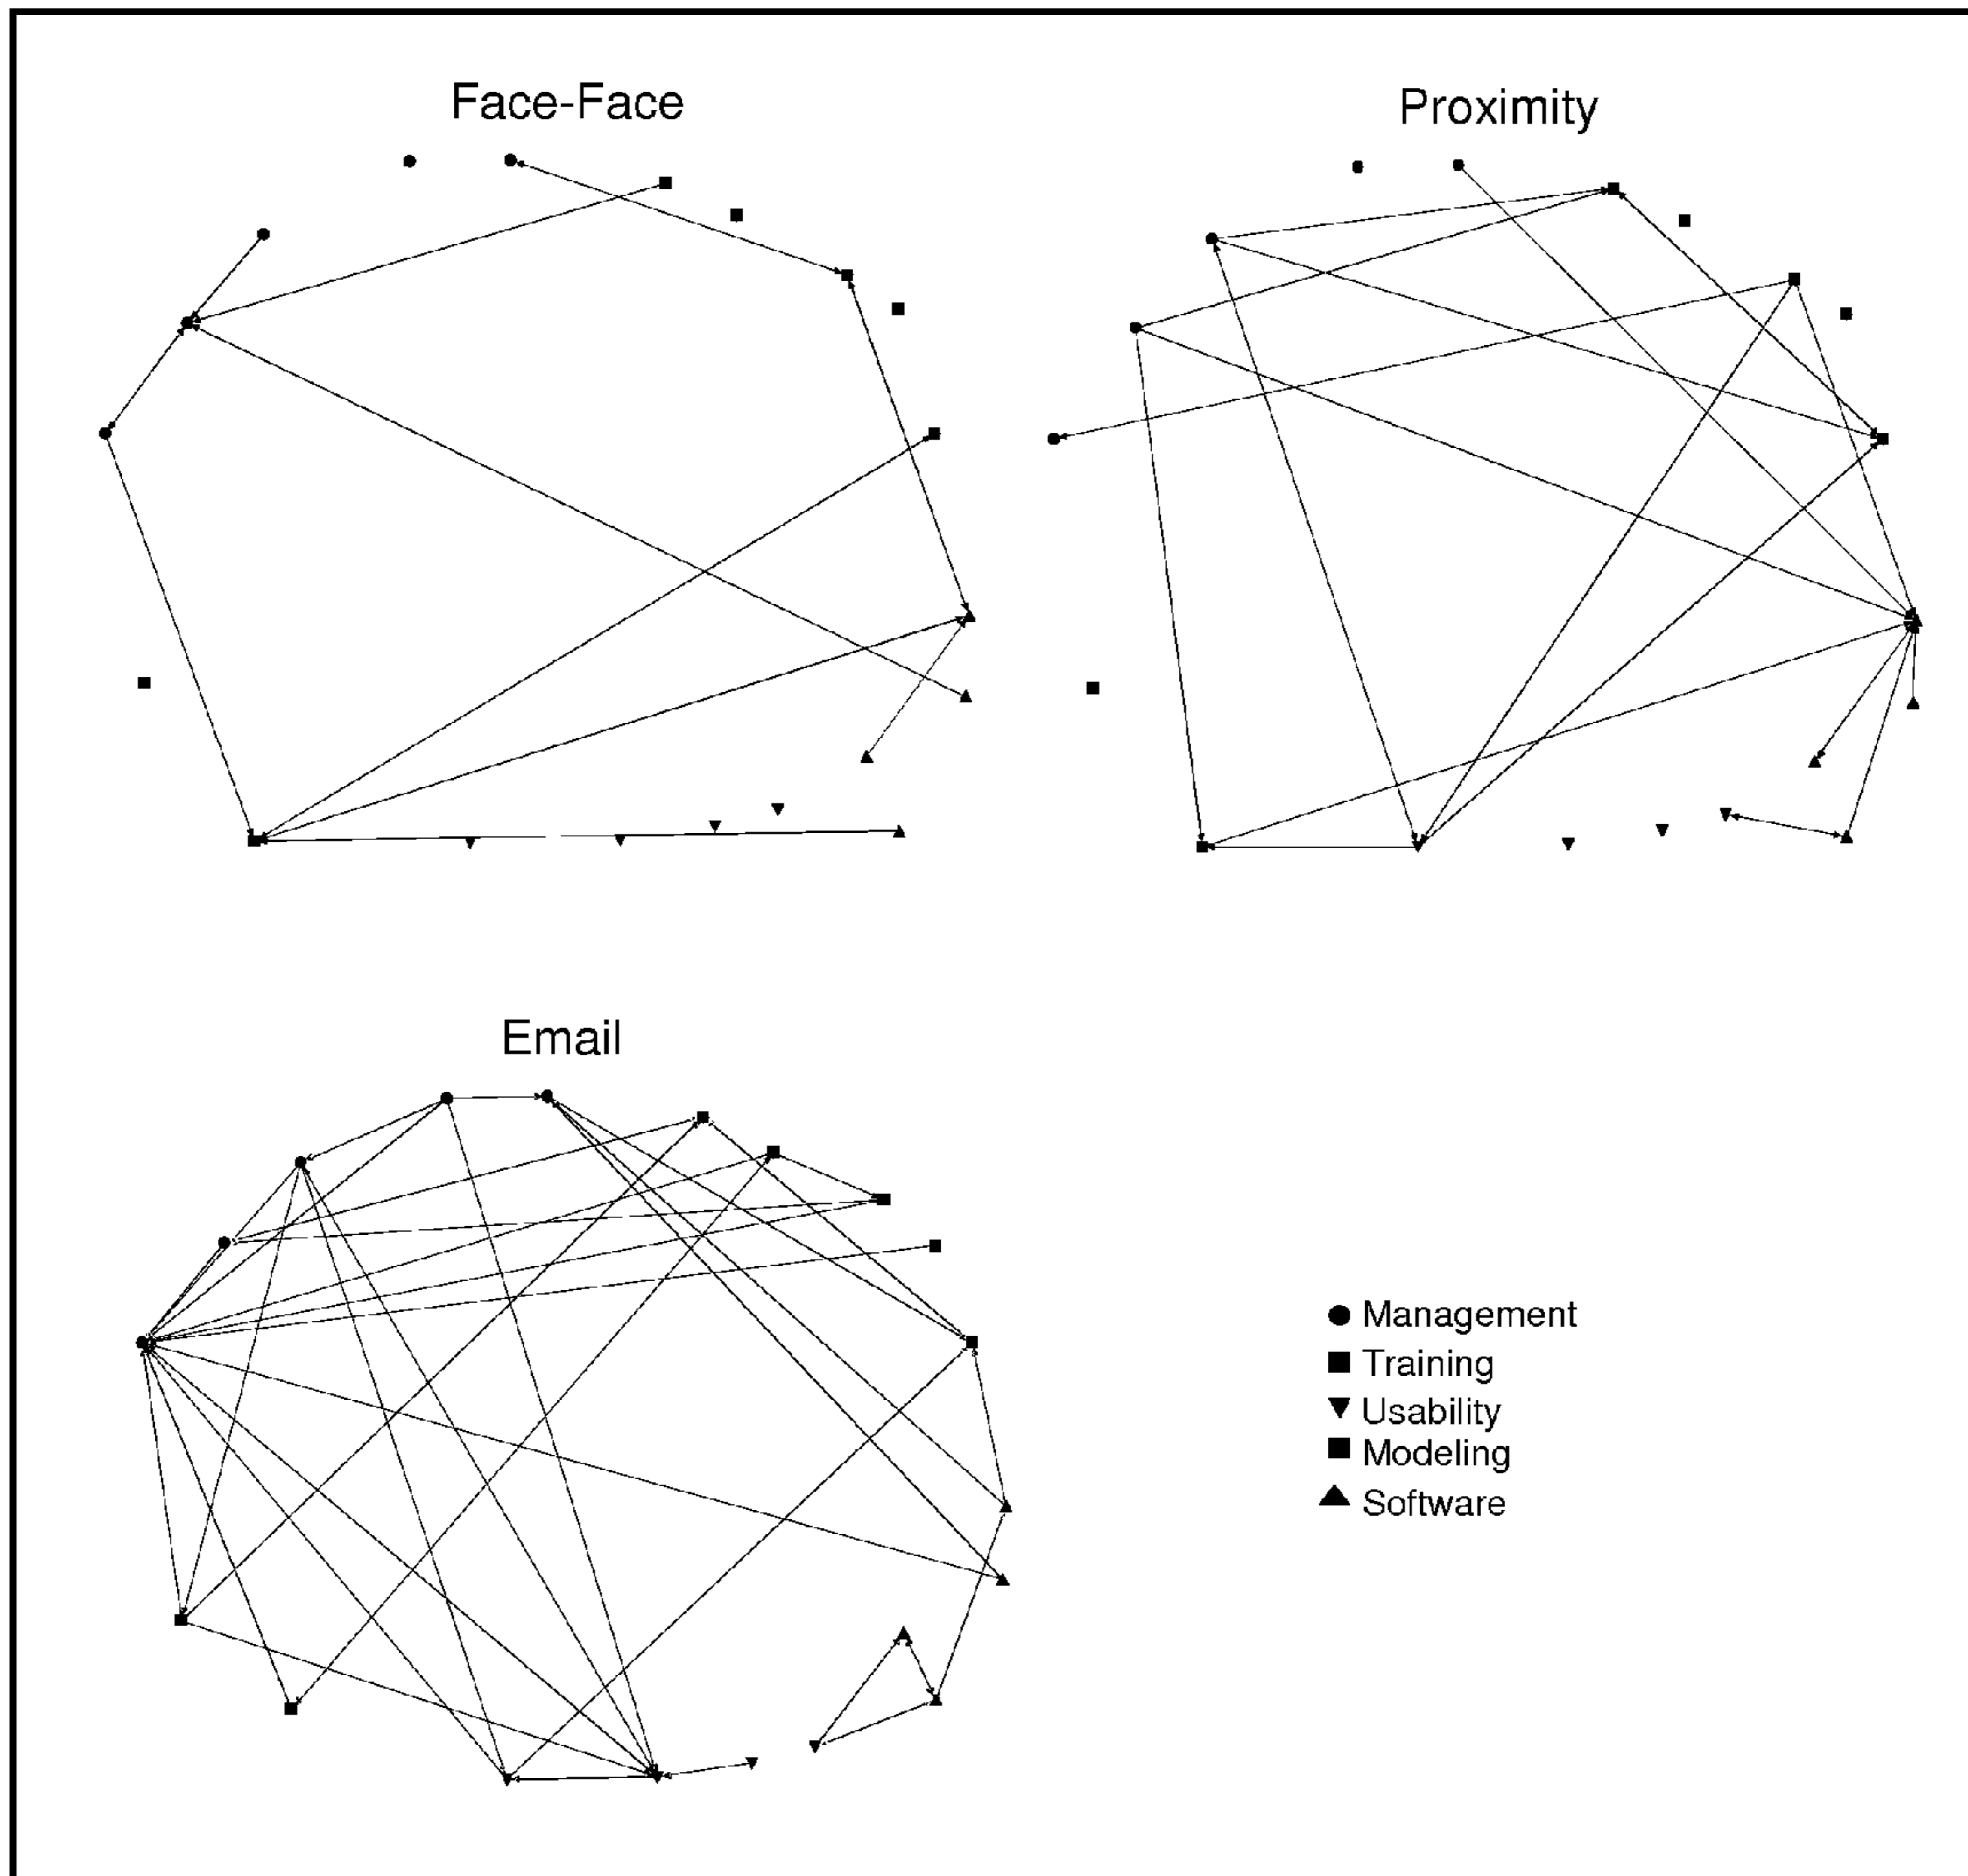 Face-Face
Proximity
Email
Management
Training
Usability
Modeling
Software